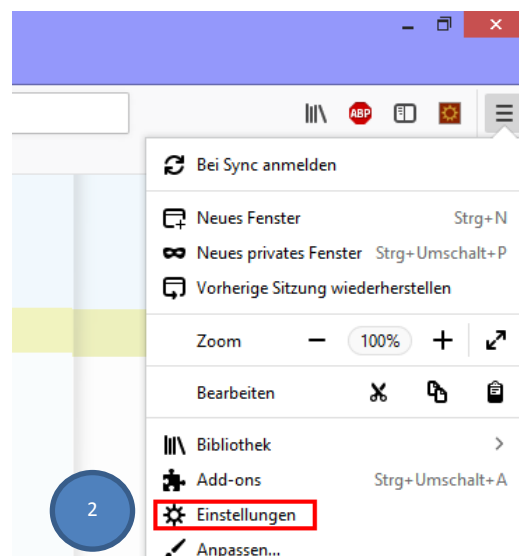 ABP
Bei Sync anmelden
Neues Fenster Strg+N
Neues privates Fenster Strg+Umschalt+P
Vorherige Sitzung wiederherstellen
Zoom 100%
Bearbeiten
Bibliothek
Add-ons Strg+Umschalt+A
2 Einstellungen
Anpassen...